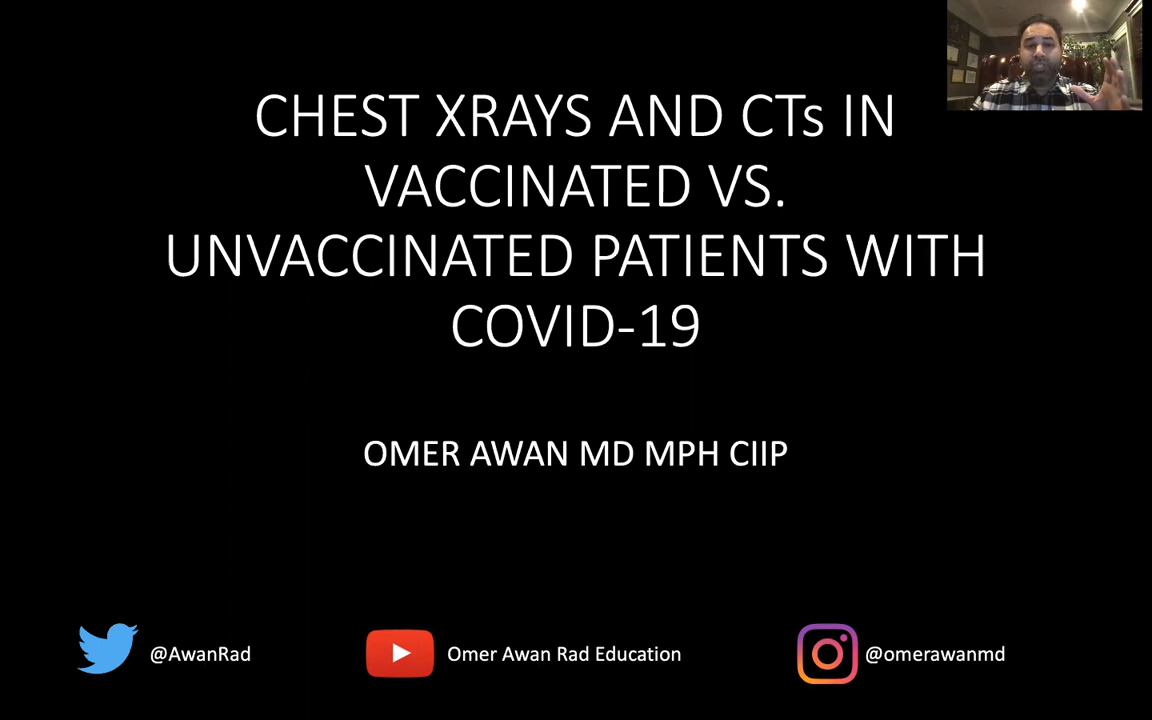 CHEST XRAYS AND CTs IN
VACCINATED VS.
UNVACCINATED PATIENTS WITH
COVID-19
OMER AWAN MD MPH CIIP
@AwanRad
Omer Awan Rad Education
@omerawanmd